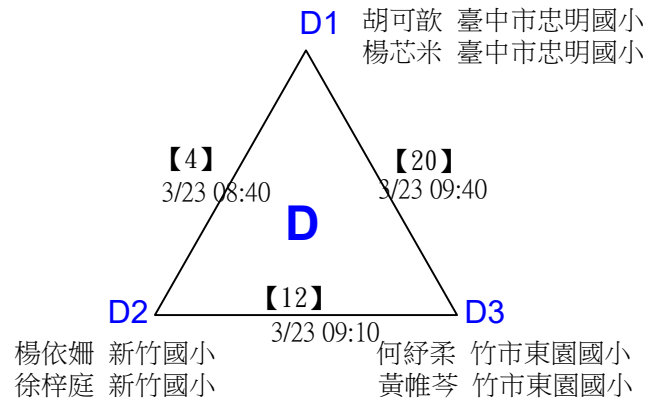 D1 胡可歆 臺中市忠明國小
楊芯米 臺中市忠明國小
【4】
3/23 08:40
【20】
3/23 09:40
D
D2
【12】
D3
3/23 09:10
楊依姍 新竹國小
徐梓庭 新竹國小
何紓柔 竹市東園國小
黃帷芩 竹市東園國小